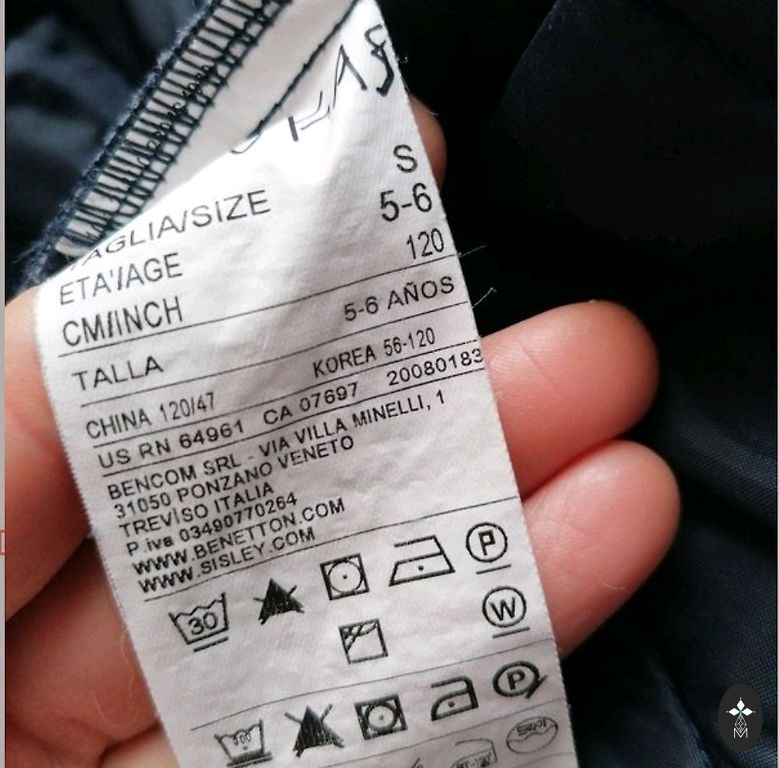 S
TAGLIA/SIZE 5-6
ETA'/AGE 120
CM/INCH
TALLA 5-6 AÑOS
CHINA 120/47 KOREA 56-120
US RN 64961 CA 07697 20080183
BENCOM SRL - VIA VILLA MINELLI, 1
31050 PONZANO VENETO
TREVISO ITALIA
P.iva 03490770264
WWW.BENETTON.COM
WWW.SISLEY.COM
30 P
W
P
M